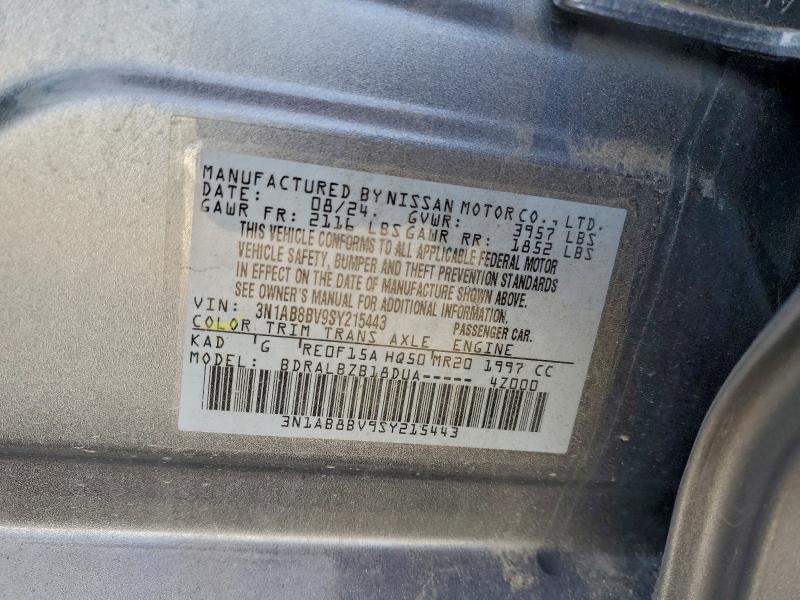 MANUFACTURED BY NISSAN MOTOR CO., LTD.
DATE: 08/24. GVWR: 3957 LBS
GAWR FR: 2116 LBS GAWR RR: 1852 LBS
THIS VEHICLE CONFORMS TO ALL APPLICABLE FEDERAL MOTOR
VEHICLE SAFETY, BUMPER AND THEFT PREVENTION STANDARDS
IN EFFECT ON THE DATE OF MANUFACTURE SHOWN ABOVE.
SEE OWNER'S MANUAL FOR ADDITIONAL INFORMATION.
VIN: 3N1AB8BV9SY215443 PASSENGER CAR.
COLOR TRIM TRANS AXLE ENGINE
KAD G RE0F15A HQ50 MR20 1997 CC
MODEL: BDRALBZB18DUA----- 4Z000
3N1AB8BV9SY215443